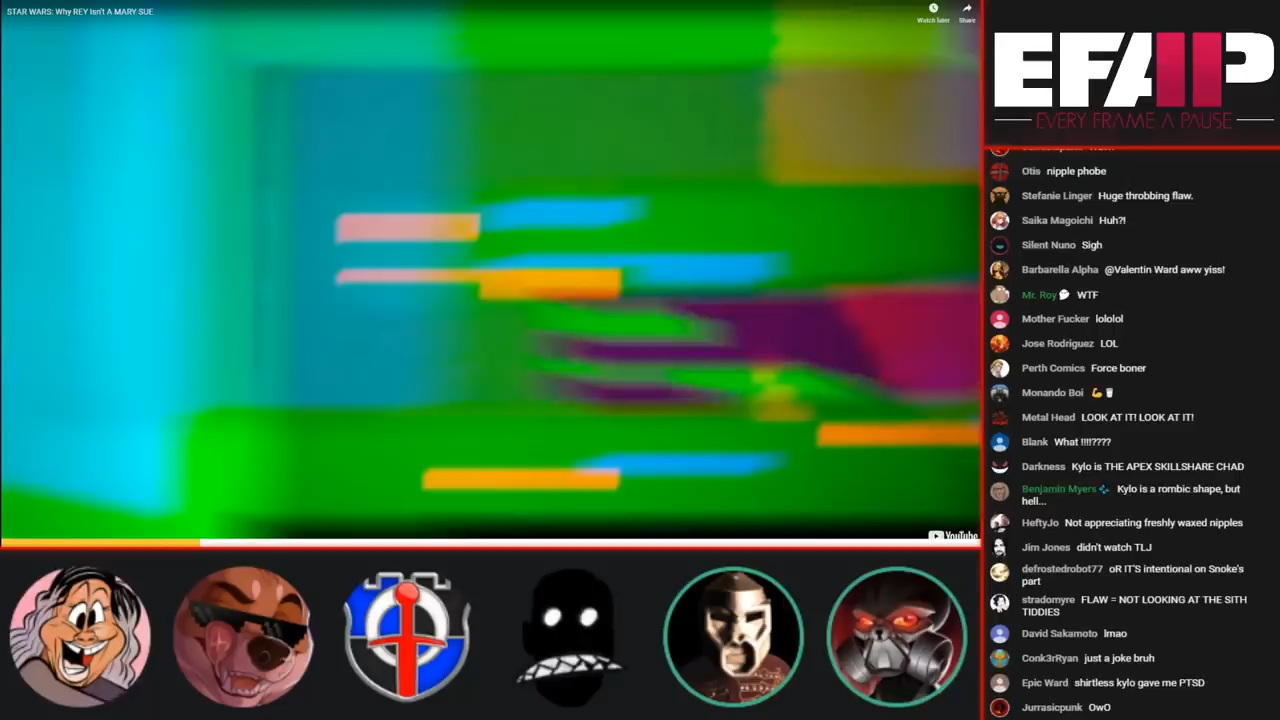 STAR WARS: Why REY Isn't A MARY SUE
Watch later
Share
YouTube
EFAP
EVERY FRAME A PAUSE
Otis nipple phobe
Stefanie Linger Huge throbbing flaw.
Saika Magoichi Huh?!
Silent Nuno Sigh
Barbarella Alpha @Valentin Ward aww yiss!
Mr. Roy WTF
Mother Fucker lololol
Jose Rodriguez LOL
Perth Comics Force boner
Monando Boi 💪🥛
Metal Head LOOK AT IT! LOOK AT IT!
Blank What !!!!????
Darkness Kylo is THE APEX SKILLSHARE CHAD
Benjamin Myers Kylo is a rombic shape, but
hell...
HeftyJo Not appreciating freshly waxed nipples
Jim Jones didn't watch TLJ
defrostedrobot77 oR IT'S intentional on Snoke's
part
stradomyre FLAW = NOT LOOKING AT THE SITH
TIDDIES
David Sakamoto lmao
Conk3rRyan just a joke bruh
Epic Ward shirtless kylo gave me PTSD
Jurrasicpunk OwO